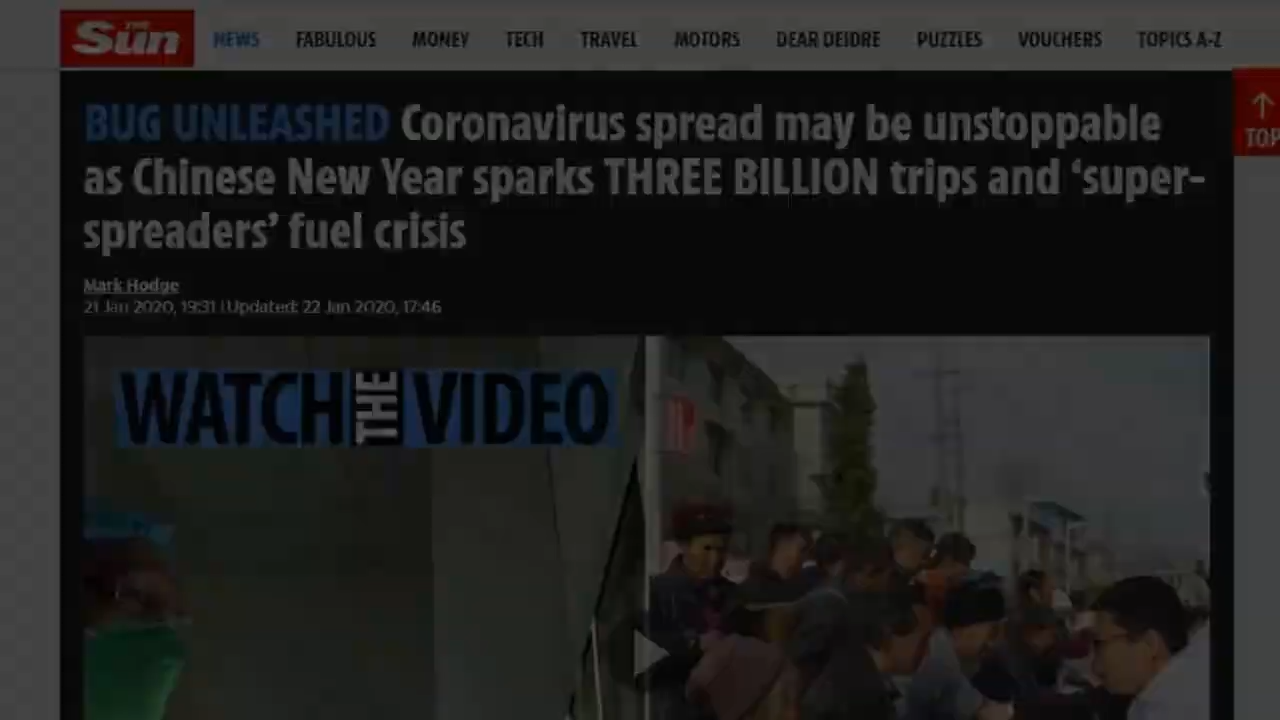 THE
Sun
NEWS FABULOUS MONEY TECH TRAVEL MOTORS DEAR DEIDRE PUZZLES VOUCHERS TOPICS A-Z
TOP
BUG UNLEASHED Coronavirus spread may be unstoppable
as Chinese New Year sparks THREE BILLION trips and ‘super-
spreaders’ fuel crisis
Mark Hodge
21 Jan 2020, 19:31 | Updated: 22 Jan 2020, 17:46
WATCH THE VIDEO